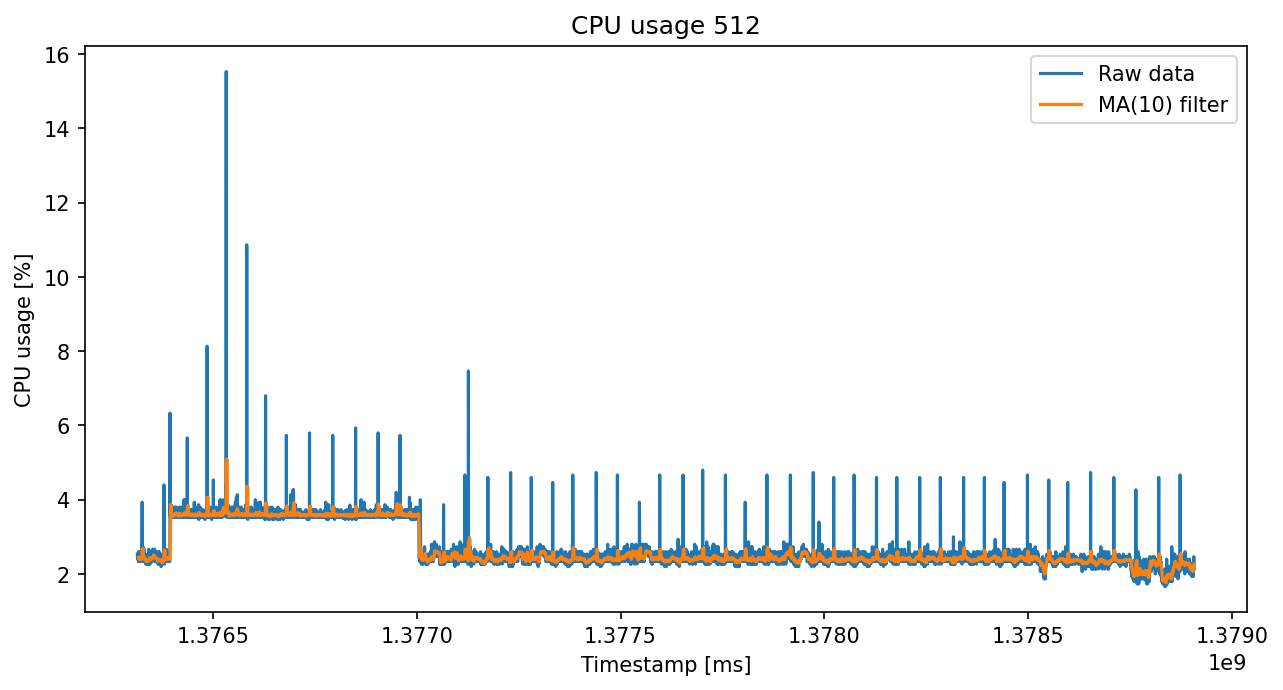 CPU usage 512
Raw data
MA(10) filter
CPU usage [%]
16
14
12
10
8
6
4
2
1.3765 1.3770 1.3775 1.3780 1.3785 1.3790
1e9
Timestamp [ms]